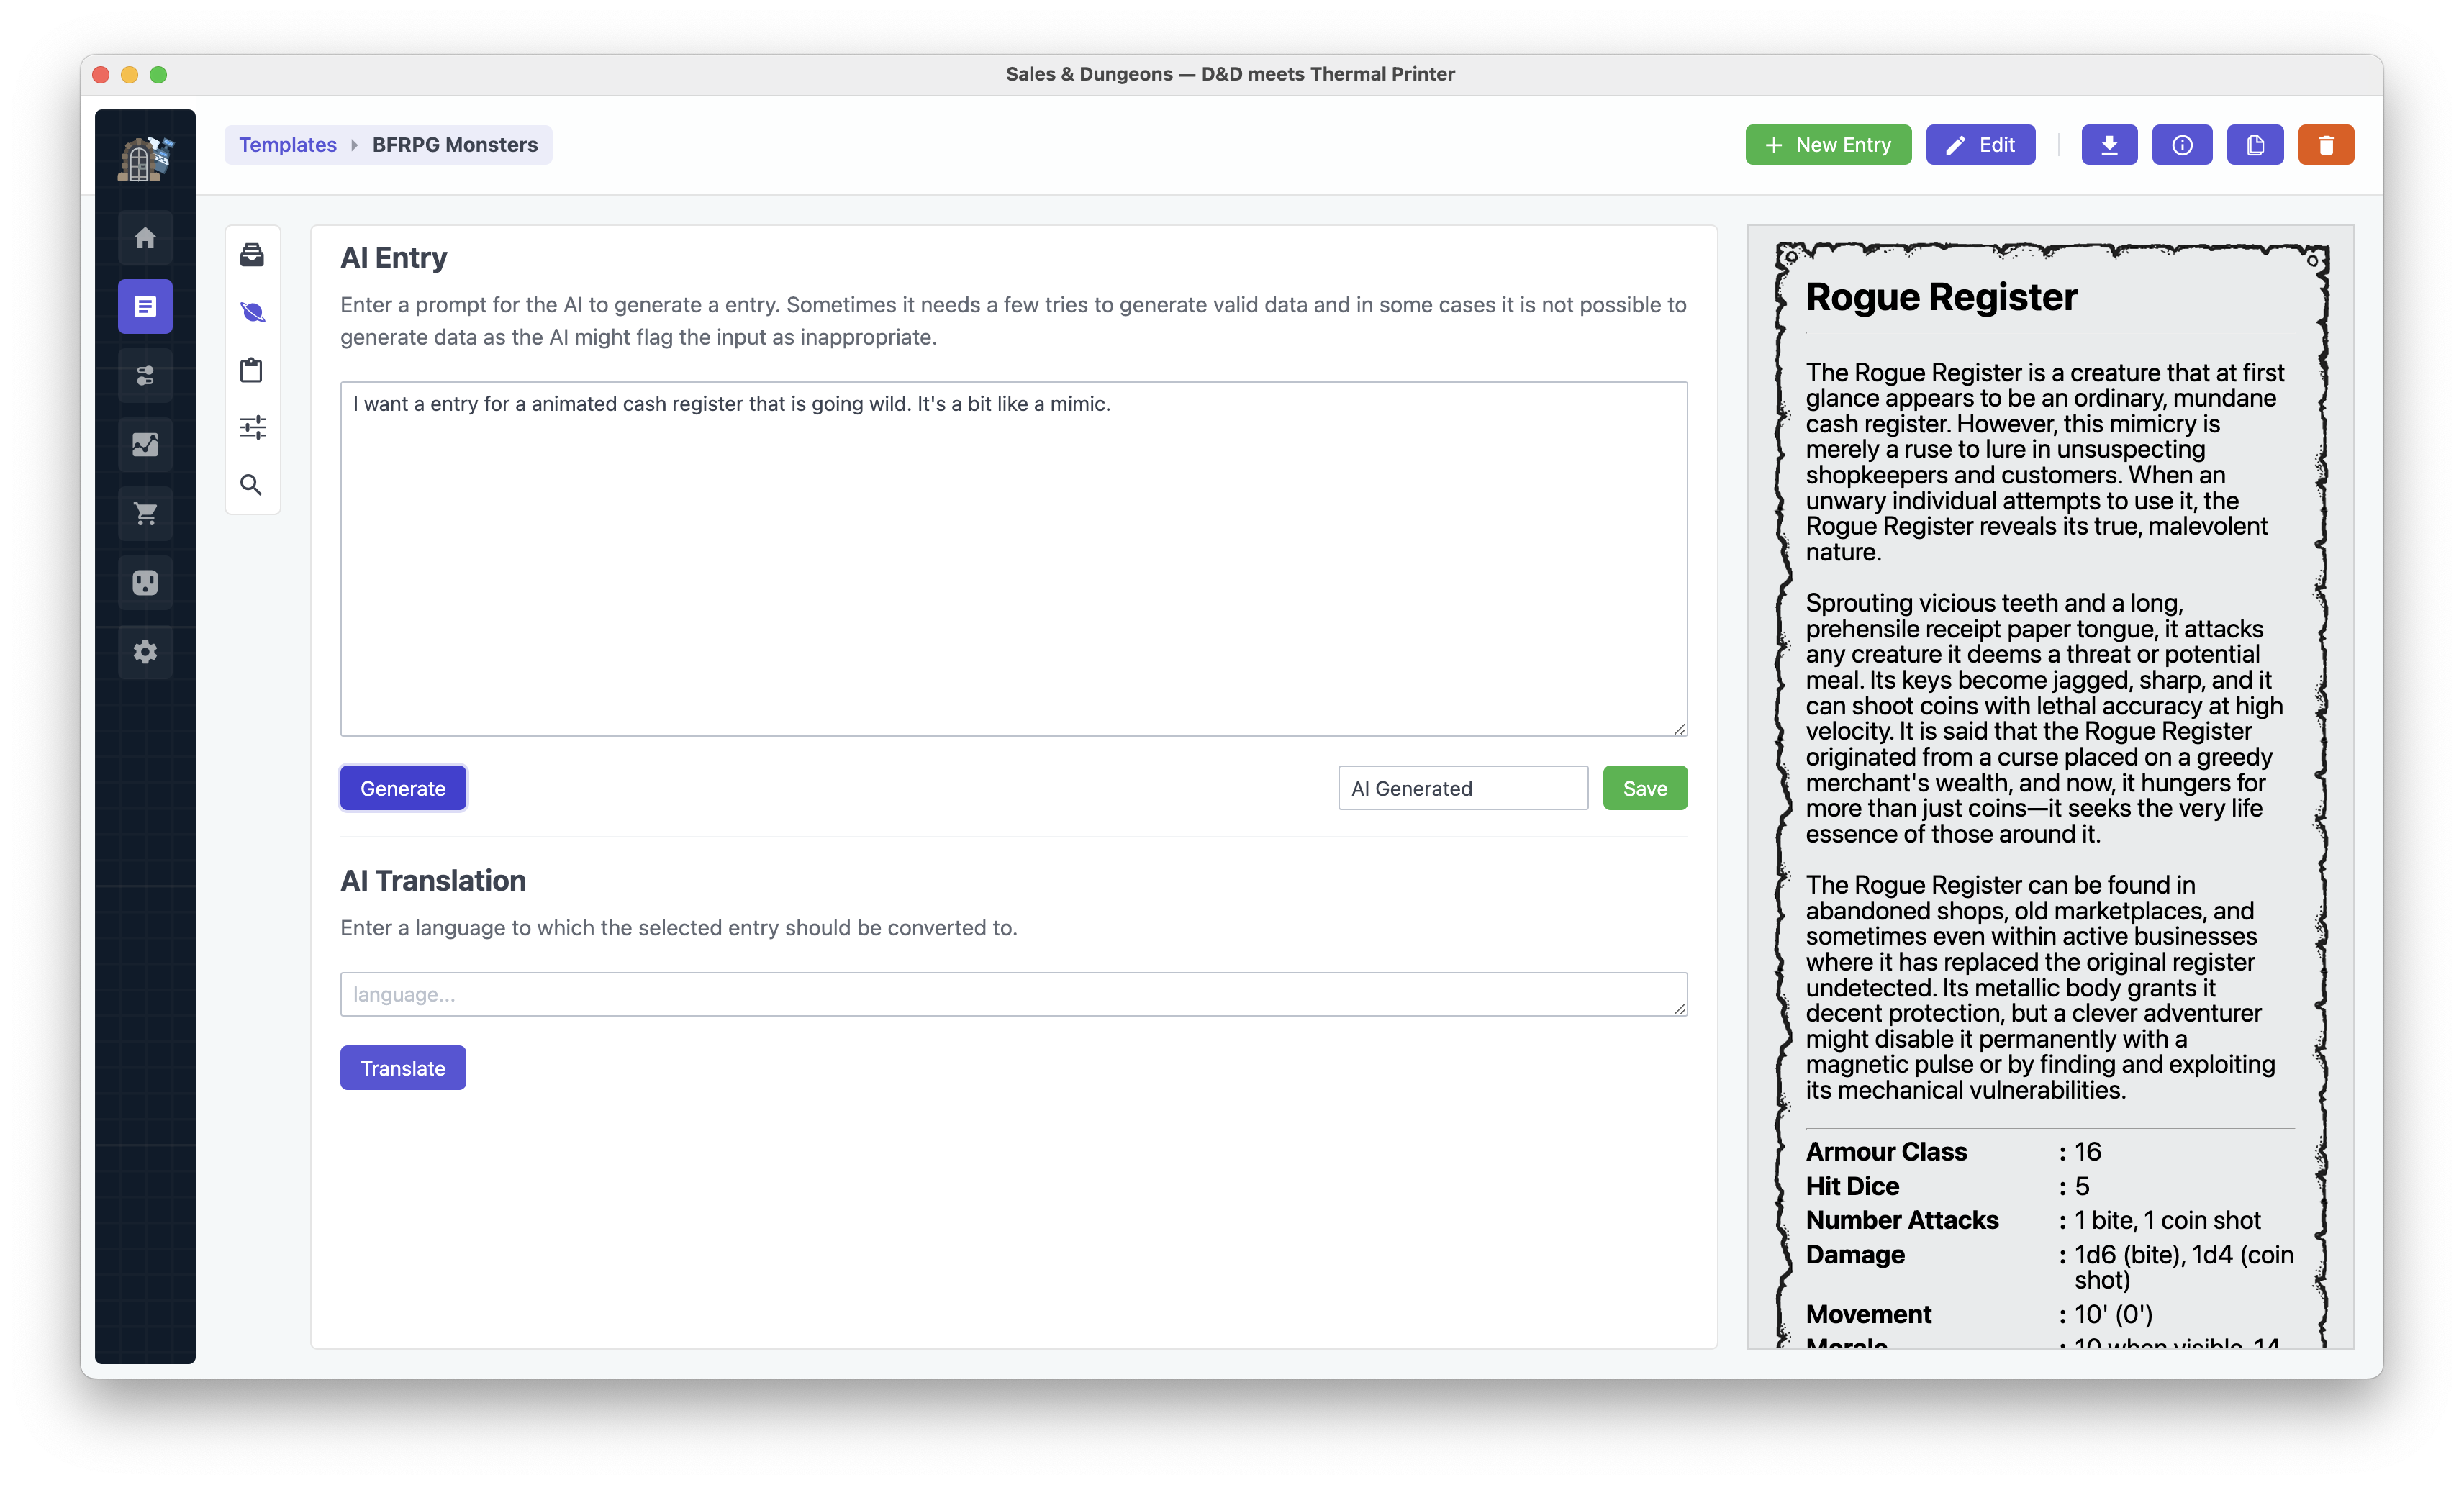 Sales & Dungeons — D&D meets Thermal Printer
Templates BFRPG Monsters
New Entry
Edit
AI Entry
Enter a prompt for the AI to generate a entry. Sometimes it needs a few tries to generate valid data and in some cases it is not possible to
generate data as the AI might flag the input as inappropriate.
I want a entry for a animated cash register that is going wild. It's a bit like a mimic.
Generate
AI Generated
Save
AI Translation
Enter a language to which the selected entry should be converted to.
language...
Translate
Rogue Register
The Rogue Register is a creature that at first
glance appears to be an ordinary, mundane
cash register. However, this mimicry is
merely a ruse to lure in unsuspecting
shopkeepers and customers. When an
unwary individual attempts to use it, the
Rogue Register reveals its true, malevolent
nature.
Sprouting vicious teeth and a long,
prehensile receipt paper tongue, it attacks
any creature it deems a threat or potential
meal. Its keys become jagged, sharp, and it
can shoot coins with lethal accuracy at high
velocity. It is said that the Rogue Register
originated from a curse placed on a greedy
merchant's wealth, and now, it hungers for
more than just coins—it seeks the very life
essence of those around it.
The Rogue Register can be found in
abandoned shops, old marketplaces, and
sometimes even within active businesses
where it has replaced the original register
undetected. Its metallic body grants it
decent protection, but a clever adventurer
might disable it permanently with a
magnetic pulse or by finding and exploiting
its mechanical vulnerabilities.
Armour Class : 16
Hit Dice : 5
Number Attacks : 1 bite, 1 coin shot
Damage : 1d6 (bite), 1d4 (coin
shot)
Movement : 10' (0')
Morale : 10 when visible, 14